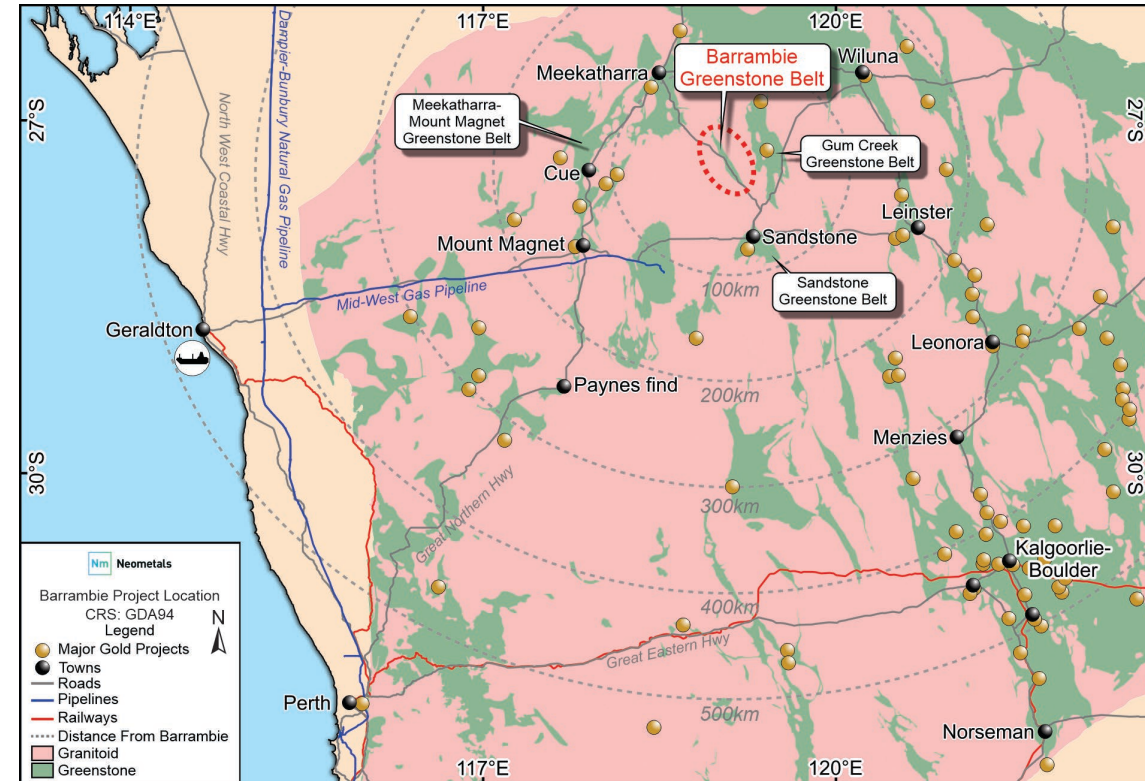 114°E
117°E
120°E
27°S
27°S
30°S
30°S
117°E
120°E
North West Coastal Hwy
Dampier-Bunbury Natural Gas Pipeline
Meekatharra
Barrambie
Greenstone Belt
Wiluna
Meekatharra-
Mount Magnet
Greenstone Belt
Gum Creek
Greenstone Belt
Cue
Leinster
Mount Magnet
Sandstone
Sandstone
Greenstone Belt
100km
Mid-West Gas Pipeline
Geraldton
Leonora
Paynes find
200km
Menzies
300km
Great Northern Hwy
Kalgoorlie-
Boulder
400km
Great Eastern Hwy
Perth
500km
Norseman
Nm Neometals
Barrambie Project Location
CRS: GDA94
Legend
N
Major Gold Projects
Towns
Roads
Pipelines
Railways
Distance From Barrambie
Granitoid
Greenstone